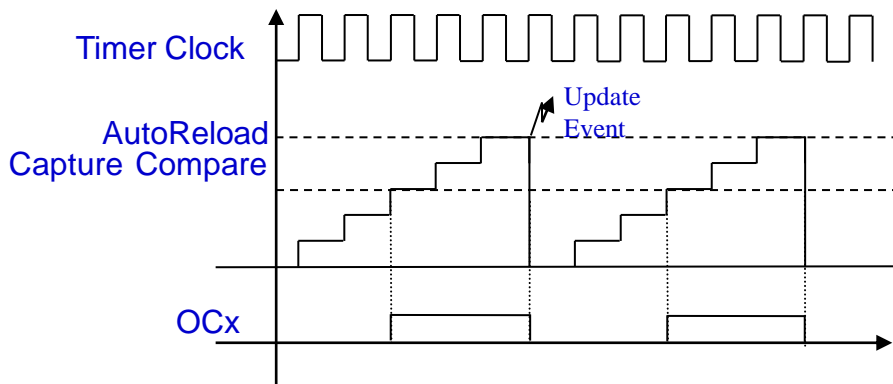 Timer Clock
Update
Event
AutoReload
Capture Compare
OCx